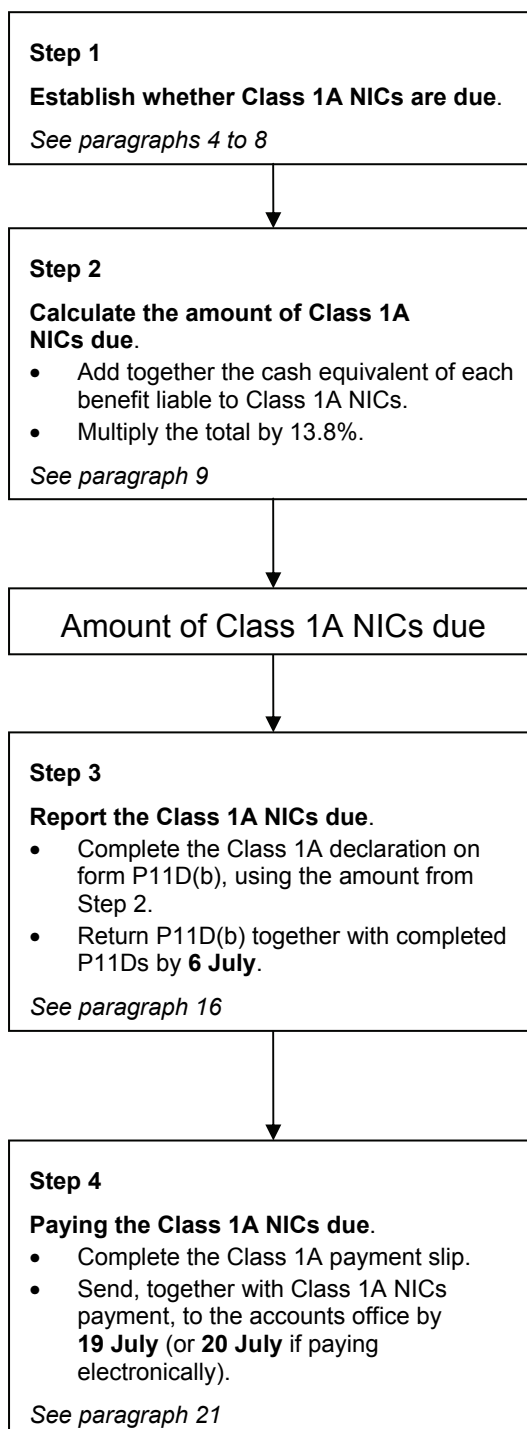 Step 1
Establish whether Class 1A NICs are due.
See paragraphs 4 to 8
Step 2
Calculate the amount of Class 1A
NICs due.
• Add together the cash equivalent of each
benefit liable to Class 1A NICs.
• Multiply the total by 13.8%.
See paragraph 9
Amount of Class 1A NICs due
Step 3
Report the Class 1A NICs due.
• Complete the Class 1A declaration on
form P11D(b), using the amount from
Step 2.
• Return P11D(b) together with completed
P11Ds by 6 July.
See paragraph 16
Step 4
Paying the Class 1A NICs due.
• Complete the Class 1A payment slip.
• Send, together with Class 1A NICs
payment, to the accounts office by
19 July (or 20 July if paying
electronically).
See paragraph 21